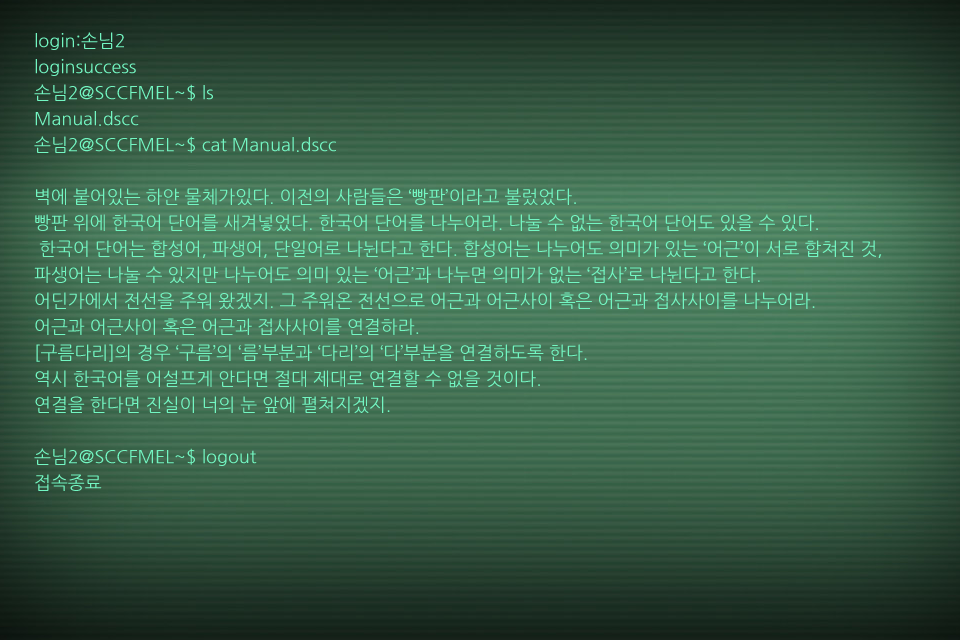 login:손님2
loginsuccess
손님2@SCCFMEL~$ ls
Manual.dscc
손님2@SCCFMEL~$ cat Manual.dscc
벽에 붙어있는 하얀 물체가있다. 이전의 사람들은 ‘빵판’이라고 불렀었다.
빵판 위에 한국어 단어를 새겨넣었다. 한국어 단어를 나누어라. 나눌 수 없는 한국어 단어도 있을 수 있다.
한국어 단어는 합성어, 파생어, 단일어로 나뉜다고 한다. 합성어는 나누어도 의미가 있는 ‘어근’이 서로 합쳐진 것,
파생어는 나눌 수 있지만 나누어도 의미 있는 ‘어근’과 나누면 의미가 없는 ‘접사’로 나뉜다고 한다.
어딘가에서 전선을 주워 왔겠지. 그 주워온 전선으로 어근과 어근사이 혹은 어근과 접사사이를 나누어라.
어근과 어근사이 혹은 어근과 접사사이를 연결하라.
[구름다리]의 경우 ‘구름’의 ‘름’부분과 ‘다리’의 ‘다’부분을 연결하도록 한다.
역시 한국어를 어설프게 안다면 절대 제대로 연결할 수 없을 것이다.
연결을 한다면 진실이 너의 눈 앞에 펼쳐지겠지.
손님2@SCCFMEL~$ logout
접속종료